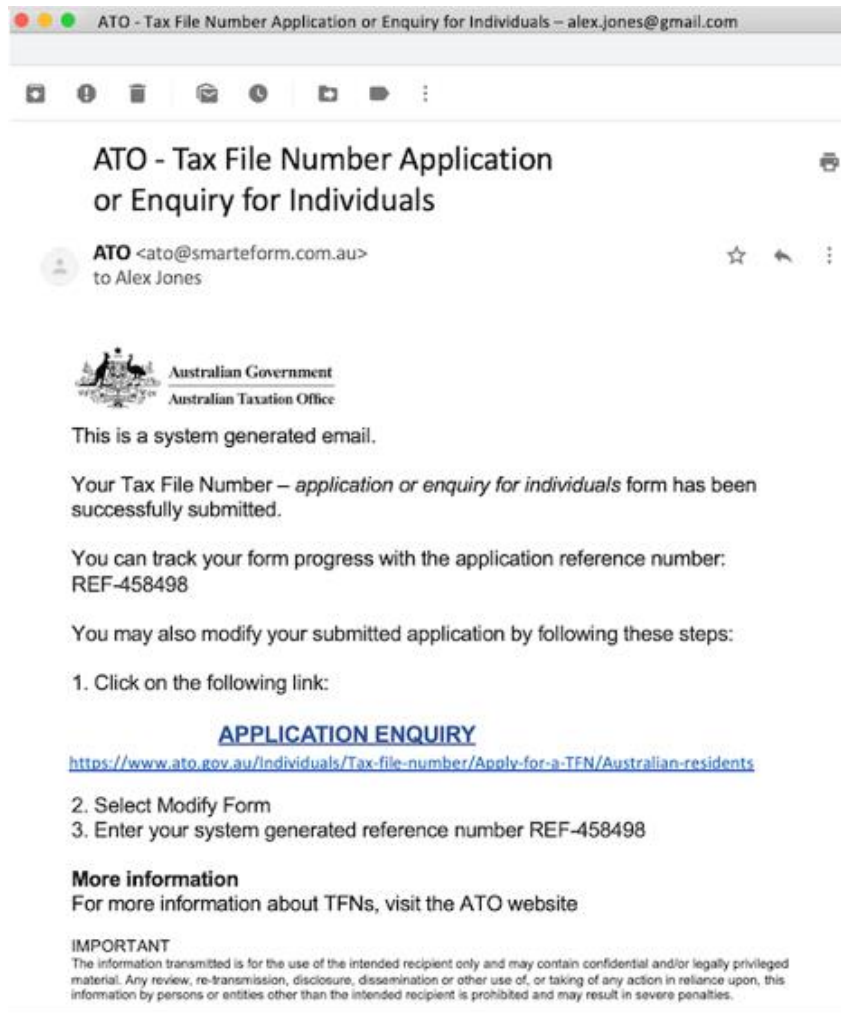 ATO - Tax File Number Application or Enquiry for Individuals – alex.jones@gmail.com
ATO - Tax File Number Application
or Enquiry for Individuals
ATO <ato@smarteform.com.au>
to Alex Jones
Australian Government
Australian Taxation Office
This is a system generated email.
Your Tax File Number – application or enquiry for individuals form has been
successfully submitted.
You can track your form progress with the application reference number:
REF-458498
You may also modify your submitted application by following these steps:
1. Click on the following link:
APPLICATION ENQUIRY
https://www.ato.gov.au/Individuals/Tax-file-number/Apply-for-a-TFN/Australian-residents
2. Select Modify Form
3. Enter your system generated reference number REF-458498
More information
For more information about TFNs, visit the ATO website
IMPORTANT
The information transmitted is for the use of the intended recipient only and may contain confidential and/or legally privileged
material. Any review, re-transmission, disclosure, dissemination or other use of, or taking of any action in reliance upon, this
information by persons or entities other than the intended recipient is prohibited and may result in severe penalties.